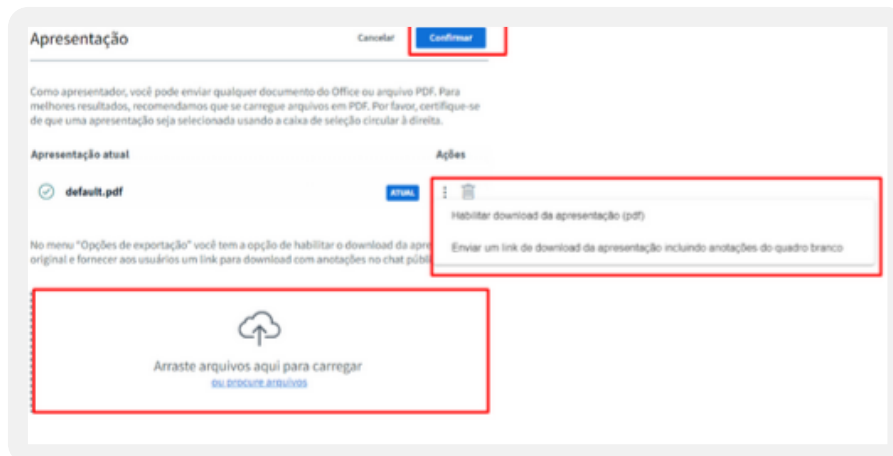 Apresentação Cancelar Confirmar
Como apresentador, você pode enviar qualquer documento do Office ou arquivo PDF. Para
melhores resultados, recomendamos que se carregue arquivos em PDF. Por favor, certifique-se
de que uma apresentação seja selecionada usando a caixa de seleção circular à direita.
Apresentação atual Ações
default.pdf ATUAL
Habilitar download da apresentação (pdf)
No menu "Opções de exportação" você tem a opção de habilitar o download da apre
Enviar um link de download da apresentação incluindo anotações do quadro branco
original e fornecer aos usuários um link para download com anotações no chat públi
Arraste arquivos aqui para carregar
ou procure arquivos